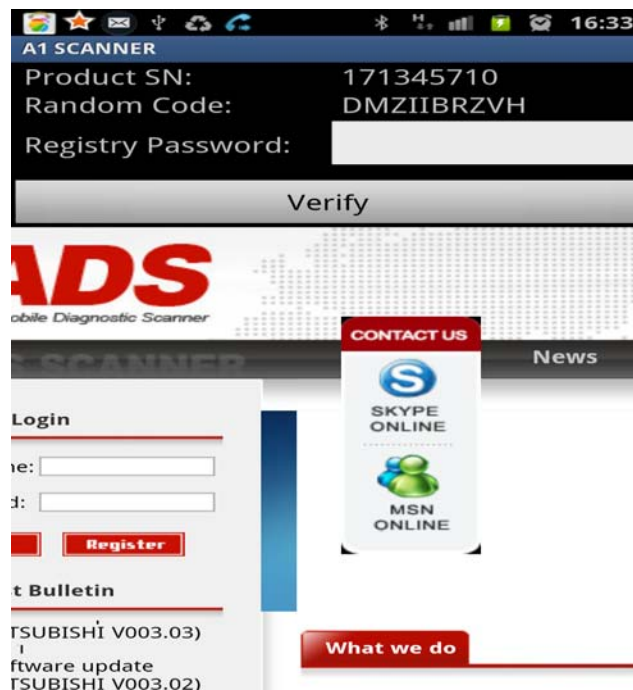 16:33
A1 SCANNER
Product SN: 171345710
Random Code: DMZIIBRZVH
Registry Password:
Verify
ADS
obile Diagnostic Scanner
CONTACT US
S SCANNER
News
SKYPE
ONLINE
Login
ne:
d:
MSN
ONLINE
Register
t Bulletin
TSUBISHI V003.03)
ftware update
TSUBISHI V003.02)
What we do